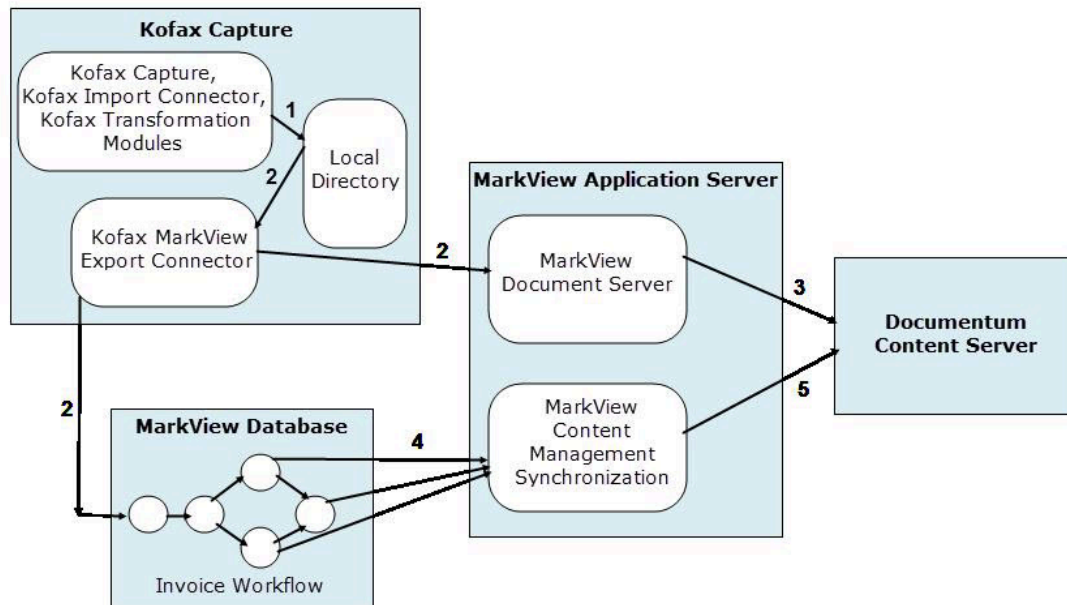 Kofax Capture
Kofax Capture,
Kofax Import Connector,
Kofax Transformation
Modules
1
Local
Directory
2
Kofax MarkView
Export Connector
2
2
MarkView Application Server
MarkView
Document Server
3
Documentum
Content Server
MarkView Database
4
Invoice Workflow
MarkView
Content
Management
Synchronization
5